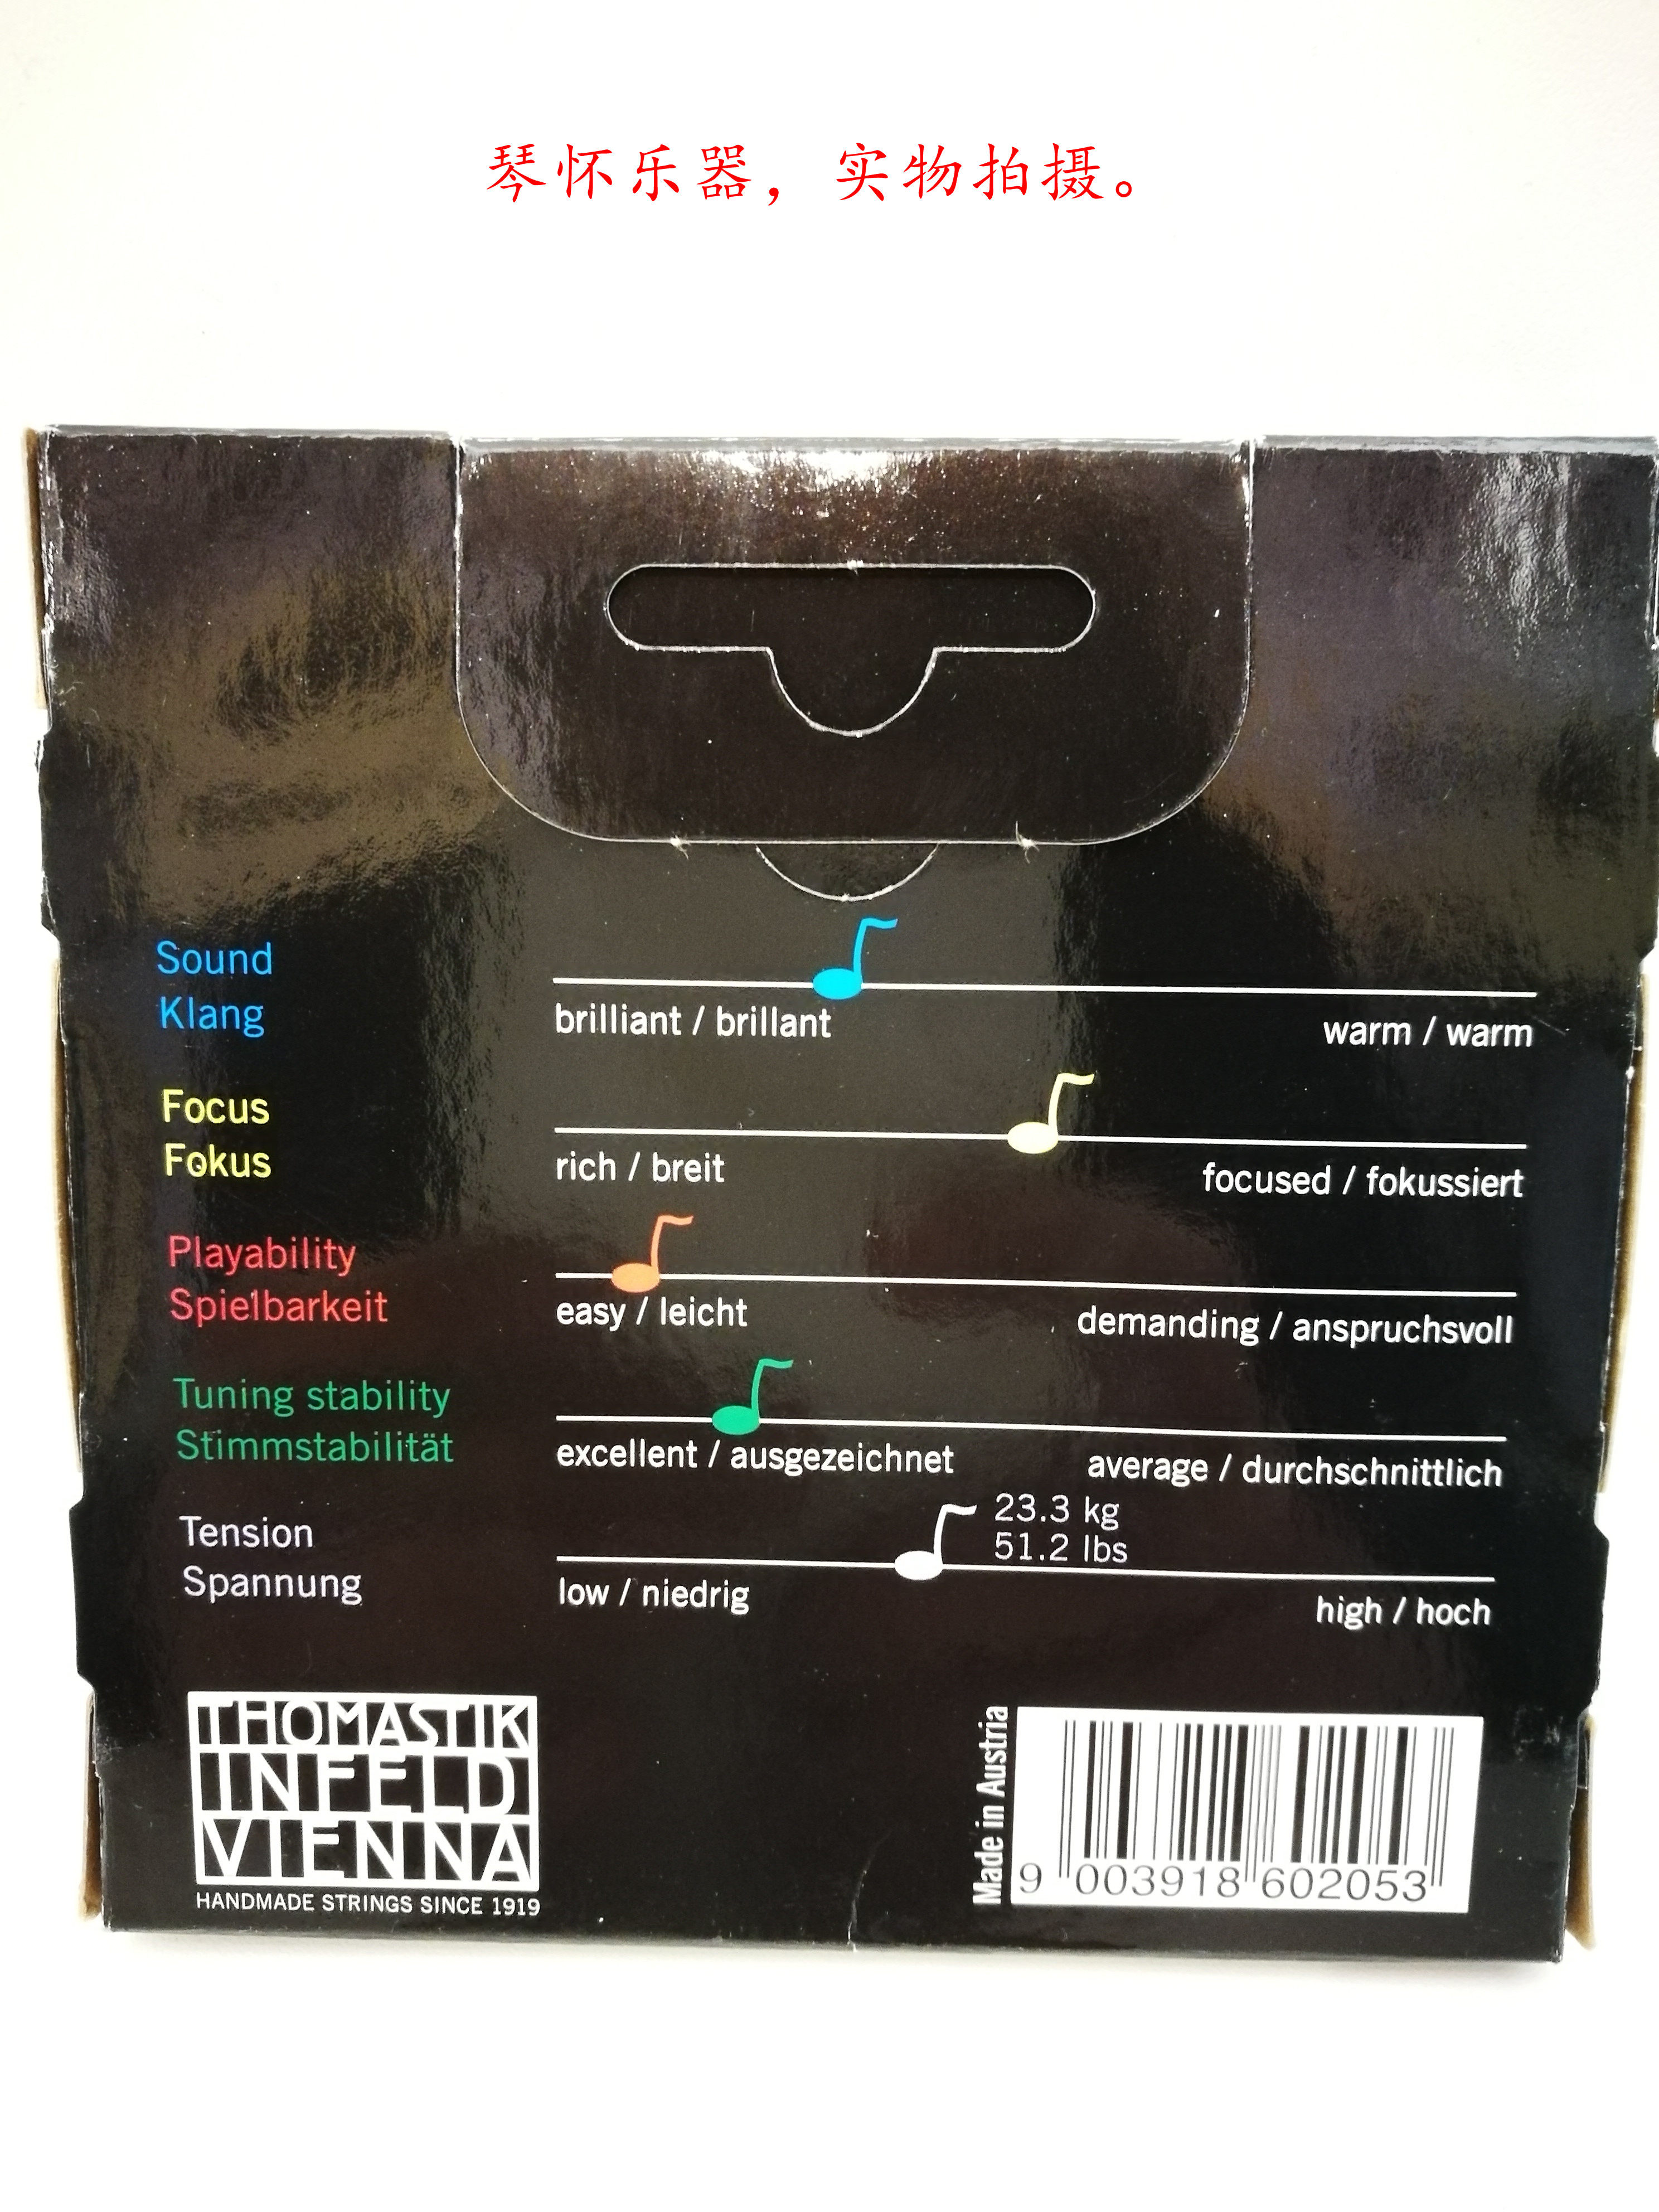 琴怀乐器，实物拍摄。
Sound
Klang
brilliant / brillant
warm / warm
Focus
Fokus
rich / breit
focused / fokussiert
Playability
Spielbarkeit
easy / leicht
demanding / anspruchsvoll
Tuning stability
Stimmstabilität
excellent / ausgezeichnet
average / durchschnittlich
Tension
Spannung
23.3 kg
51.2 lbs
low / niedrig
high / hoch
THOMASTIK
INFELD
VIENNA
HANDMADE STRINGS SINCE 1919
Made in Austria
9 003918 602053